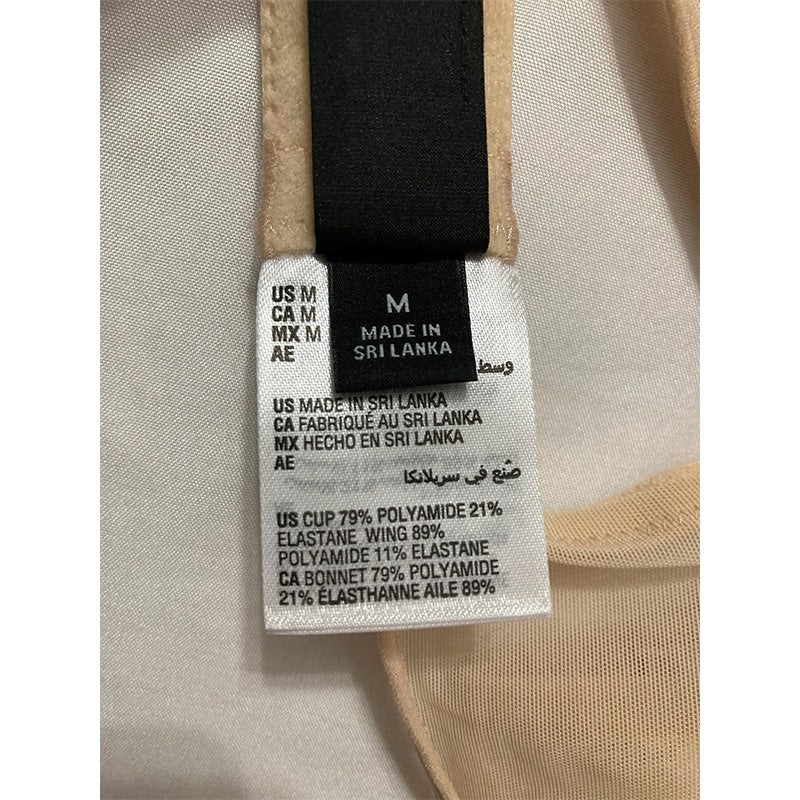 M
MADE IN
SRI LANKA
US M
CA M
MX M
AE
وسط
US MADE IN SRI LANKA
CA FABRIQUÉ AU SRI LANKA
MX HECHO EN SRI LANKA
AE
صُنع في سريلانكا
US CUP 79% POLYAMIDE 21%
ELASTANE WING 89%
POLYAMIDE 11% ELASTANE
CA BONNET 79% POLYAMIDE
21% ÉLASTHANNE AILE 89%